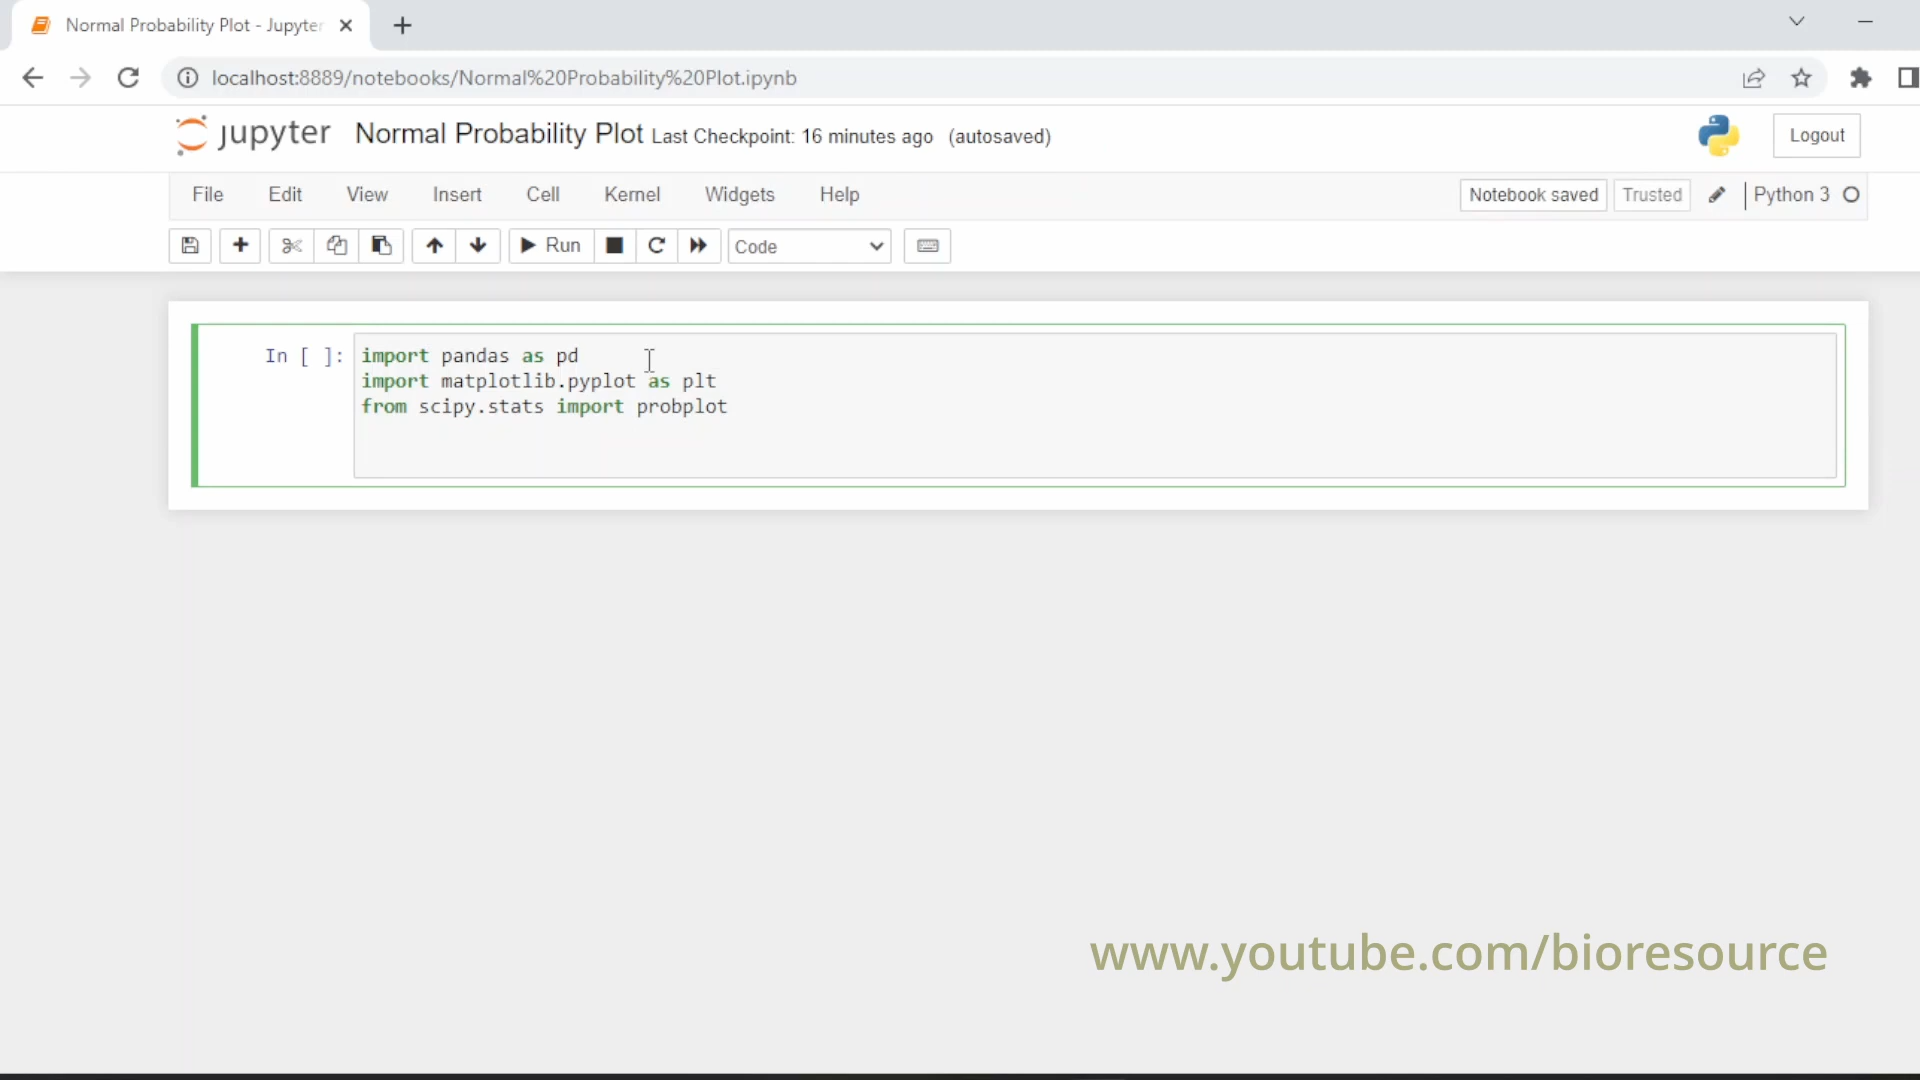 Normal Probability Plot - Jupyter
localhost:8889/notebooks/Normal%20Probability%20Plot.ipynb
jupyter Normal Probability Plot Last Checkpoint: 16 minutes ago (autosaved)
Logout
File Edit View Insert Cell Kernel Widgets Help
Notebook saved Trusted Python 3
Run Code
In [ ]: import pandas as pd
import matplotlib.pyplot as plt
from scipy.stats import probplot
www.youtube.com/bioresource